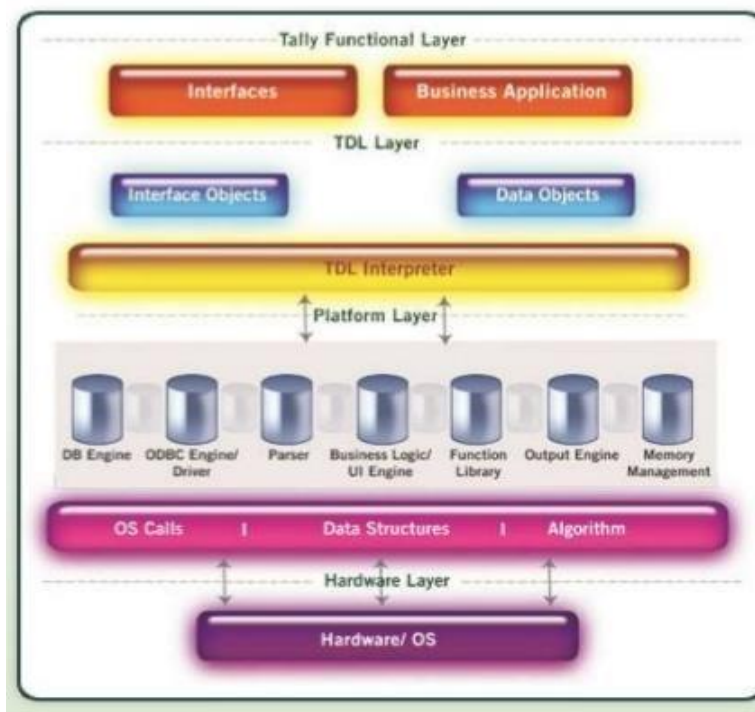 Tally Functional Layer
Interfaces
Business Application
TDL Layer
Interface Objects
Data Objects
TDL Interpreter
Platform Layer
DB Engine
ODBC Engine/
Driver
Parser
Business Logic/
UI Engine
Function
Library
Output Engine
Memory
Management
OS Calls | Data Structures | Algorithm
Hardware Layer
Hardware/ OS